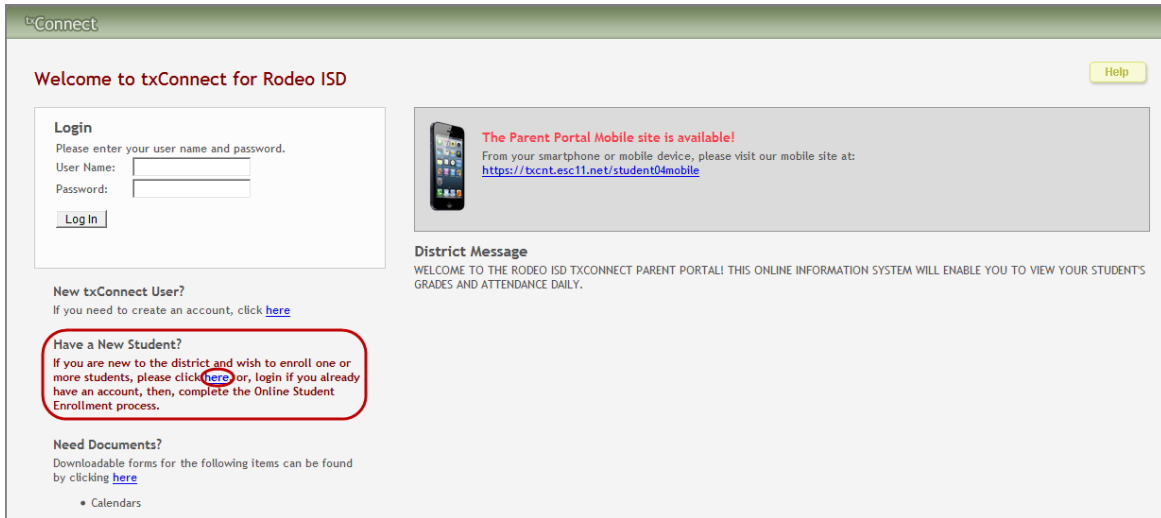 txConnect
Welcome to txConnect for Rodeo ISD
Help
Login
Please enter your user name and password.
User Name:
Password:
Log In
The Parent Portal Mobile site is available!
From your smartphone or mobile device, please visit our mobile site at:
https://txcnt.esc11.net/student04mobile
District Message
WELCOME TO THE RODEO ISD TXCONNECT PARENT PORTAL! THIS ONLINE INFORMATION SYSTEM WILL ENABLE YOU TO VIEW YOUR STUDENT'S
GRADES AND ATTENDANCE DAILY.
New txConnect User?
If you need to create an account, click here
Have a New Student?
If you are new to the district and wish to enroll one or
more students, please click here, or, login if you already
have an account, then, complete the Online Student
Enrollment process.
Need Documents?
Downloadable forms for the following items can be found
by clicking here
• Calendars